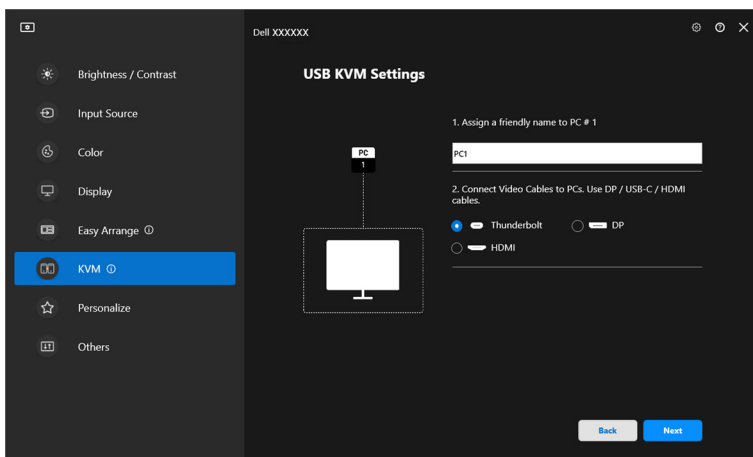 Dell XXXXXX
Brightness / Contrast
Input Source
Color
Display
Easy Arrange
KVM
Personalize
Others
USB KVM Settings
PC
1
1. Assign a friendly name to PC # 1
PC1
2. Connect Video Cables to PCs. Use DP / USB-C / HDMI
cables.
Thunderbolt
DP
HDMI
Back
Next